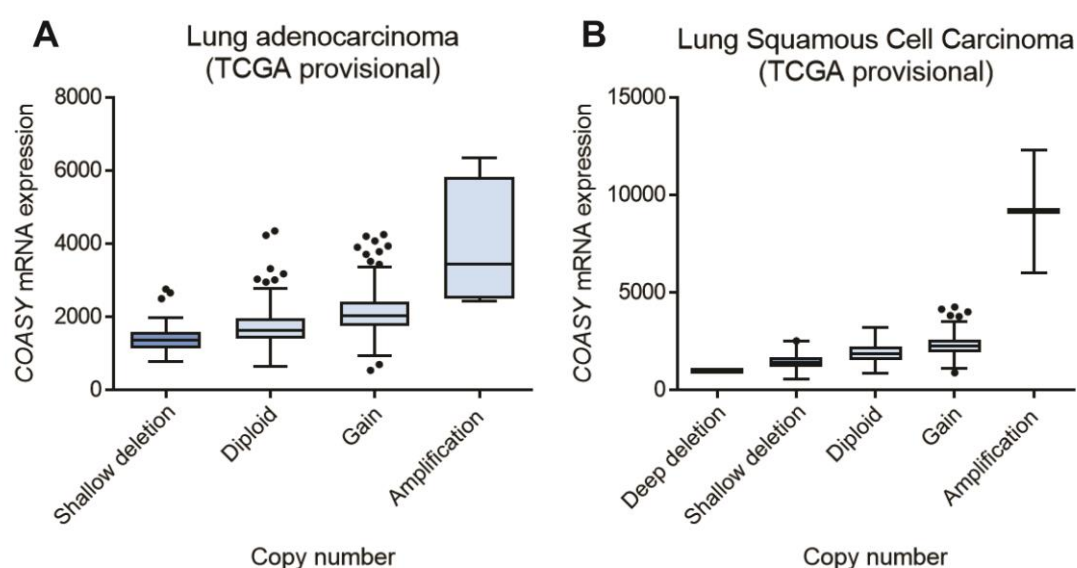 A
Lung adenocarcinoma
(TCGA provisional)
COASY mRNA expression
8000
6000
4000
2000
0
Shallow deletion
Diploid
Gain
Amplification
Copy number
B
Lung Squamous Cell Carcinoma
(TCGA provisional)
COASY mRNA expression
15000
10000
5000
0
Deep deletion
Shallow deletion
Diploid
Gain
Amplification
Copy number